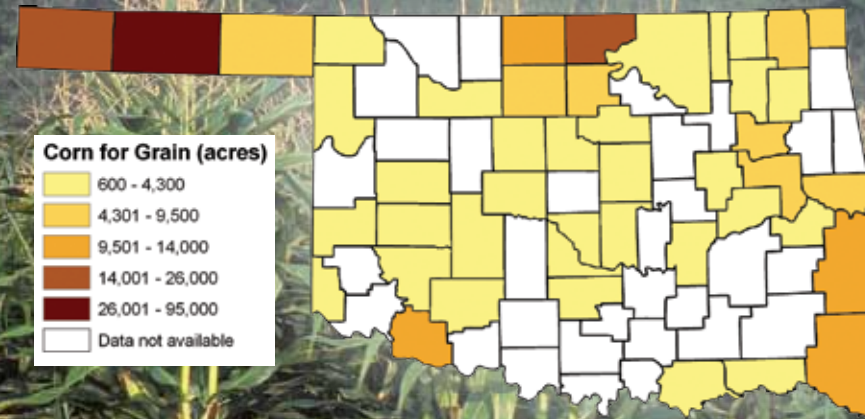 Corn for Grain (acres)
600 - 4,300
4,301 - 9,500
9,501 - 14,000
14,001 - 26,000
26,001 - 95,000
Data not available